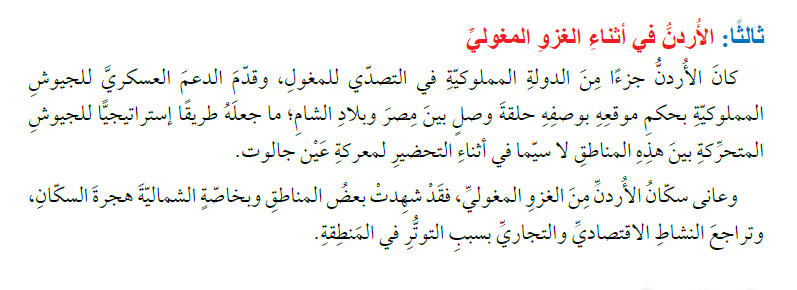 ثالثًا: الأُردنُّ في أثناءِ الغزوِ المغوليِّ
كانَ الأُردنُّ جزءًا مِنَ الدولةِ المملوكيّةِ في التصدّي للمغولِ، وقدّمَ الدعمَ العسكريَّ للجيوشِ
المملوكيّةِ بحكمِ موقعِهِ بوصفِهِ حلقةَ وصلٍ بينَ مِصرَ وبلادِ الشامِ؛ ما جعلَهُ طريقًا إستراتيجيًّا للجيوشِ
المتحرّكةِ بينَ هذِهِ المناطقِ لا سيّما في أثناءِ التحضيرِ لمعركةِ عَيْن جالوت.
وعانى سكّانُ الأُردنِّ مِنَ الغزوِ المغوليِّ، فقَدْ شهِدتْ بعضُ المناطقِ وبخاصّةٍ الشماليّةَ هجرةَ السكّانِ،
وتراجعَ النشاطِ الاقتصاديِّ والتجاريِّ بسببِ التوتُّرِ في المَنطِقةِ.